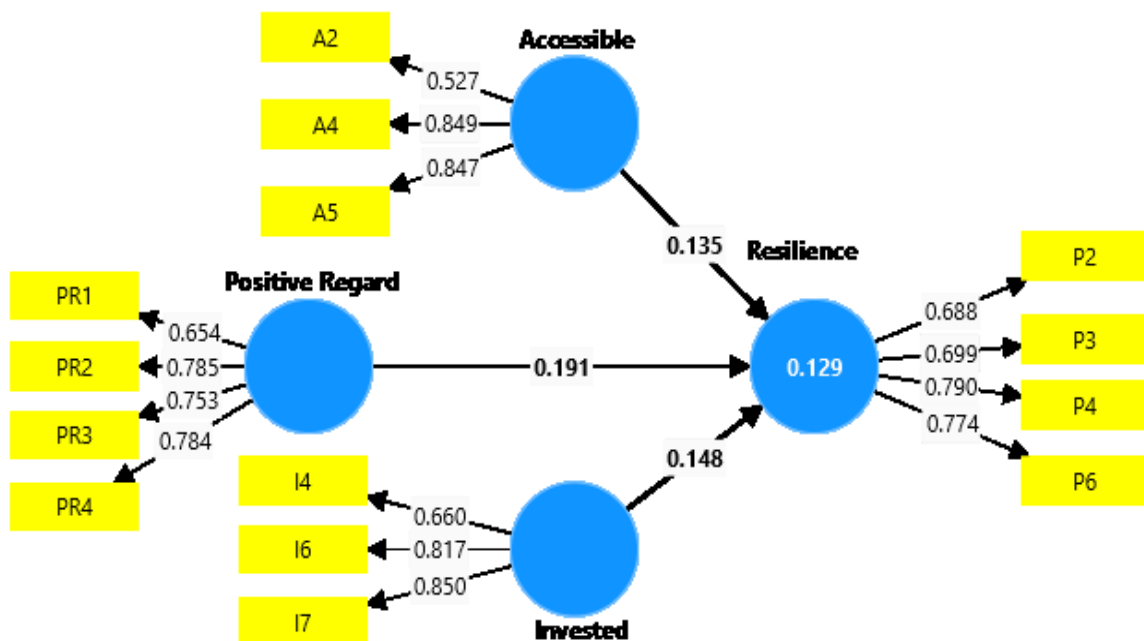 A2
Accessible
0.527
A4
0.849
0.847
A5
0.135
Resilience
P2
0.688
Positive Regard
PR1
0.654
P3
0.699
PR2
0.785
0.191
0.129
0.790
P4
0.753
PR3
0.784
0.774
0.148
I4
P6
PR4
0.660
I6
0.817
0.850
I7
Invested